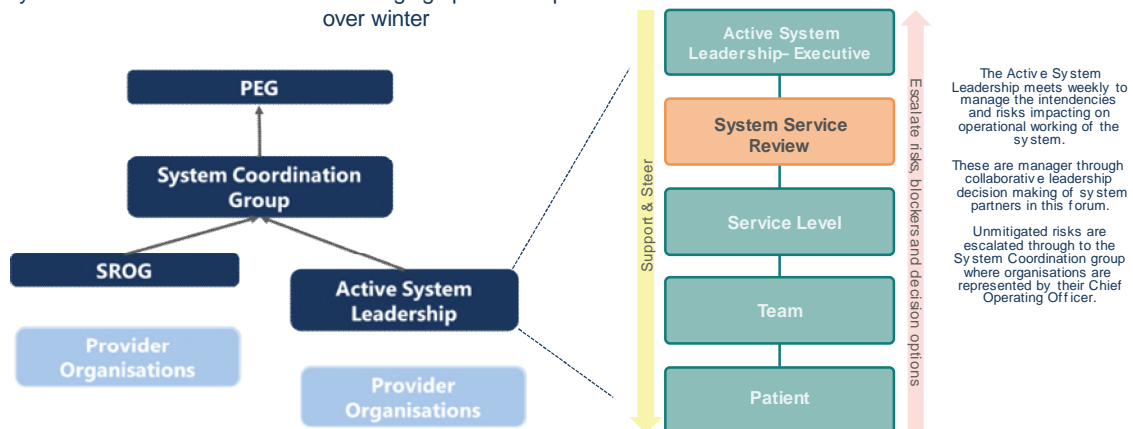 over winter
PEG
System Coordination
Group
SROG
Active System
Leadership
Provider
Organisations
Provider
Organisations
Support & Steer
Active System
Leadership– Executive
System Service
Review
Service Level
Team
Patient
Escalate risks, blockers and decision options
The Active System
Leadership meets weekly to
manage the intendencies
and risks impacting on
operational working of the
system.
These are manager through
collaborative leadership
decision making of system
partners in this forum.
Unmitigated risks are
escalated through to the
System Coordination group
where organisations are
represented by their Chief
Operating Officer.